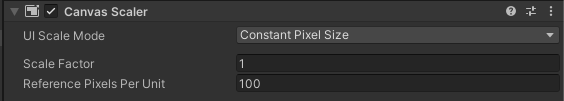 Canvas Scaler
UI Scale Mode Constant Pixel Size
Scale Factor 1
Reference Pixels Per Unit 100